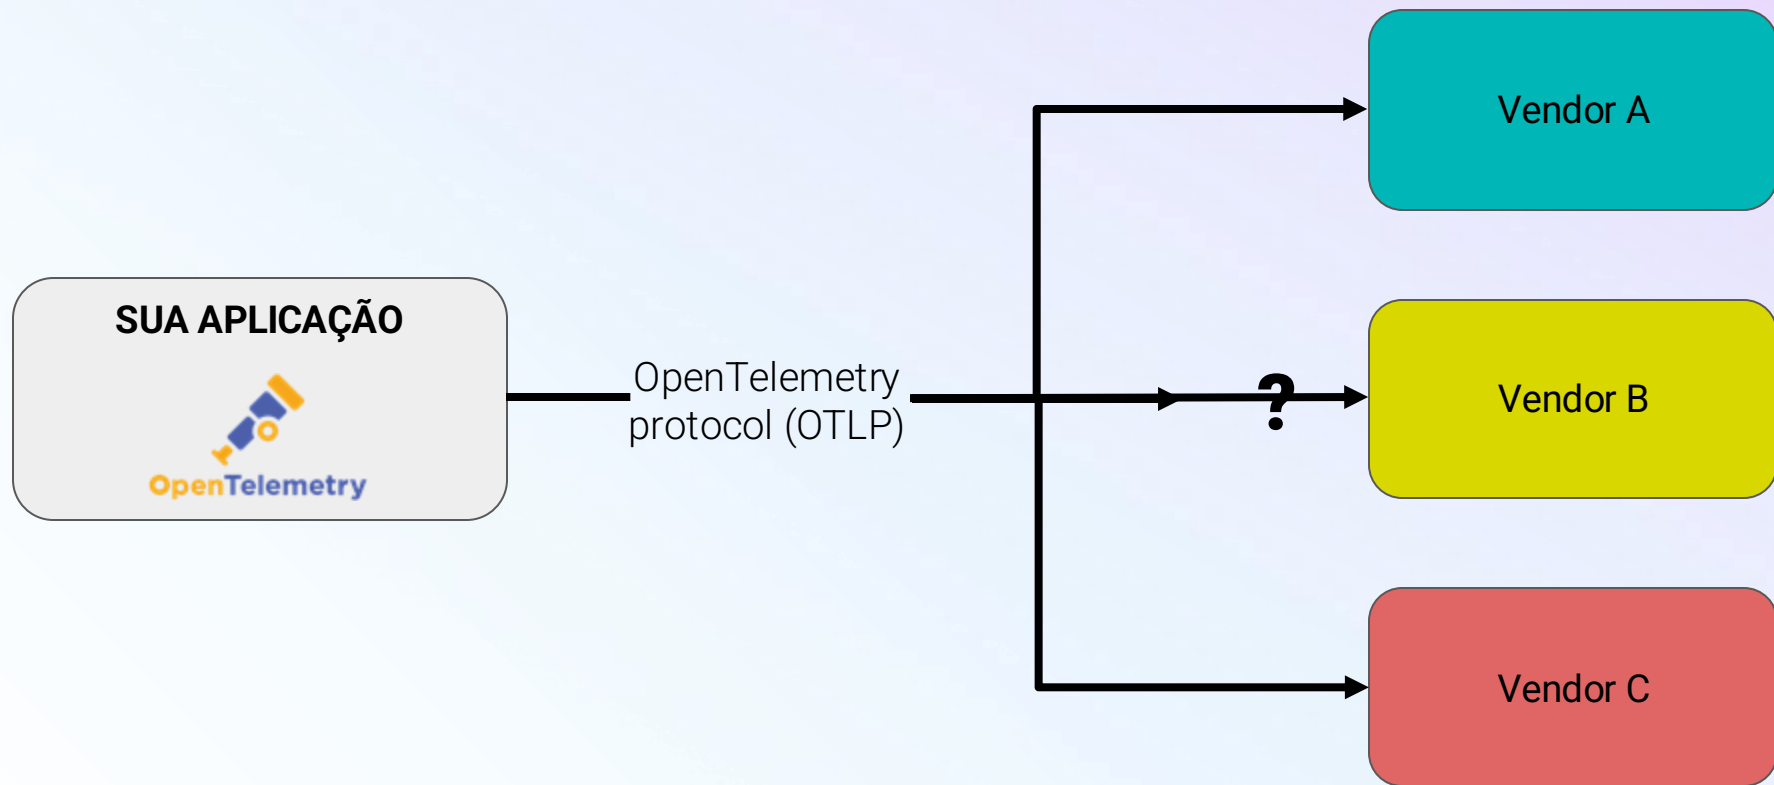 SUA APLICAÇÃO
OpenTelemetry
OpenTelemetry
protocol (OTLP)
?
Vendor A
Vendor B
Vendor C